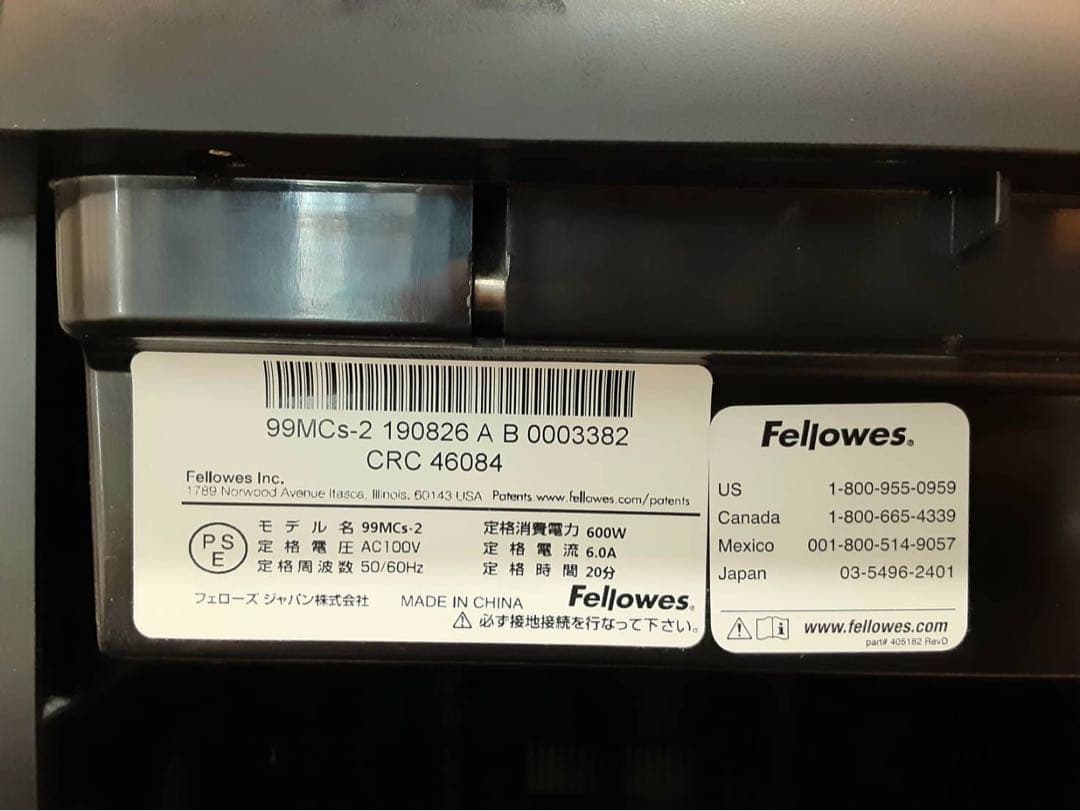 99MCs-2 190826 A B 0003382
CRC 46084
Fellowes Inc.
1789 Norwood Avenue Itasca, Illinois, 60143 USA Patents www.fellowes.com/patents
PS
E
モデル名 99MCs-2
定格電圧 AC100V
定格周波数 50/60Hz
定格消費電力 600W
定格電流 6.0A
定格時間 20分
フェローズ ジャパン株式会社 MADE IN CHINA Fellowes®
⚠ 必ず接地接続を行なって下さい。
Fellowes®
US 1-800-955-0959
Canada 1-800-665-4339
Mexico 001-800-514-9057
Japan 03-5496-2401
www.fellowes.com
part# 405182 RevD